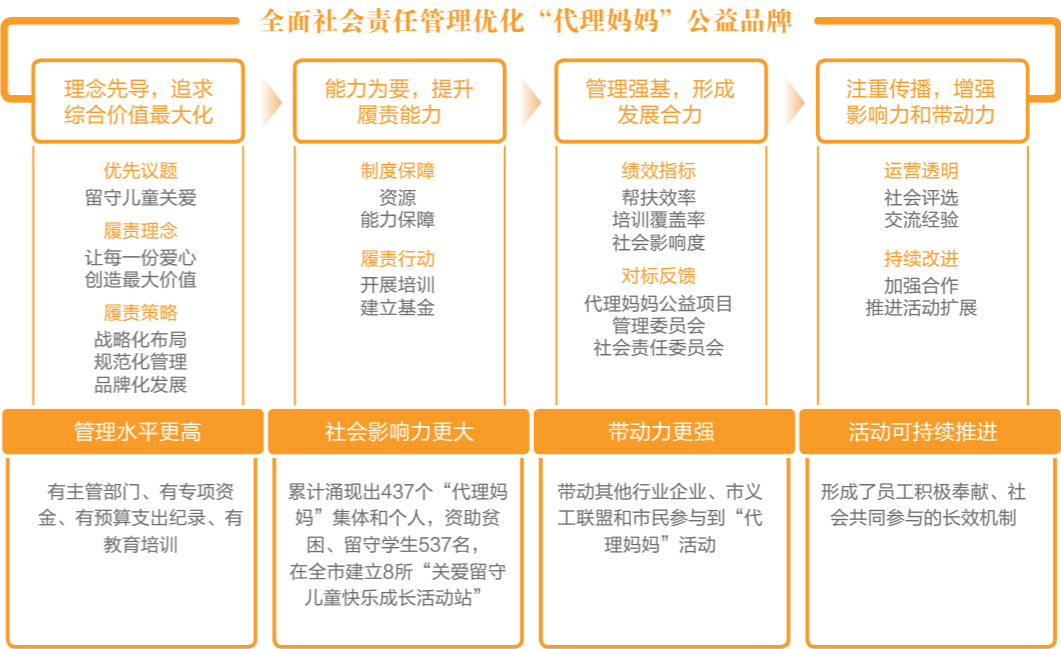 全面社会责任管理优化“代理妈妈”公益品牌
理念先导，追求
综合价值最大化
优先议题
留守儿童关爱
履责理念
让每一份爱心
创造最大价值
履责策略
战略化布局
规范化管理
品牌化发展
能力为要，提升
履责能力
制度保障
资源
能力保障
履责行动
开展培训
建立基金
管理强基，形成
发展合力
绩效指标
帮扶效率
培训覆盖率
社会影响度
对标反馈
代理妈妈公益项目
管理委员会
社会责任委员会
注重传播，增强
影响力和带动力
运营透明
社会评选
交流经验
持续改进
加强合作
推进活动扩展
管理水平更高
有主管部门、有专项资
金、有预算支出纪录、有
教育培训
社会影响力更大
累计涌现出437个“代理妈
妈”集体和个人，资助贫
困、留守学生537名，
在全市建立8所“关爱留守
儿童快乐成长活动站”
带动力更强
带动其他行业企业、市义
工联盟和市民参与到“代
理妈妈”活动
活动可持续推进
形成了员工积极奉献、社
会共同参与的长效机制